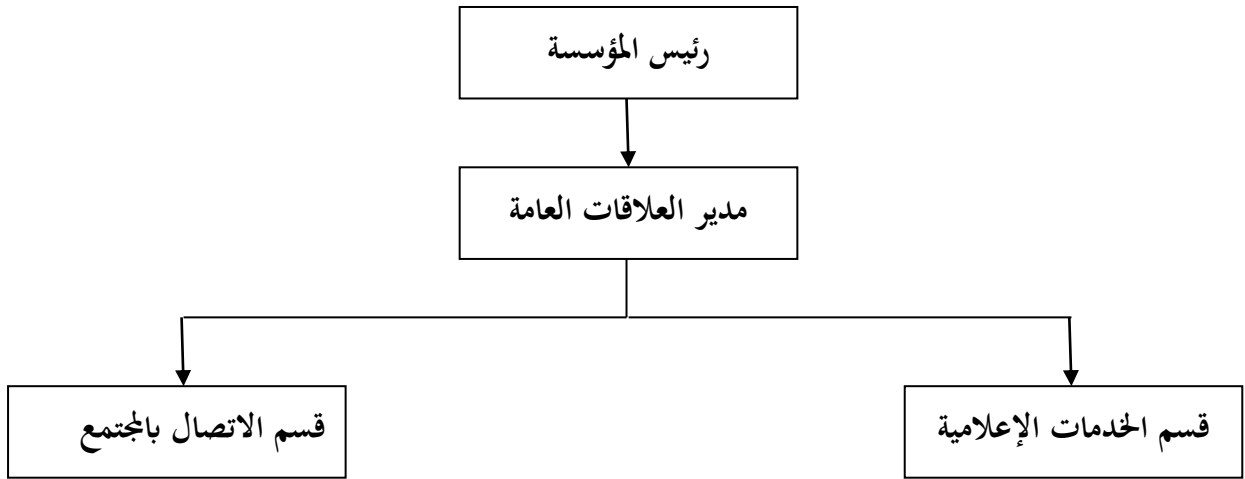 رئيس المؤسسة
مدير العلاقات العامة
قسم الخدمات الإعلامية
قسم الاتصال بالمجتمع